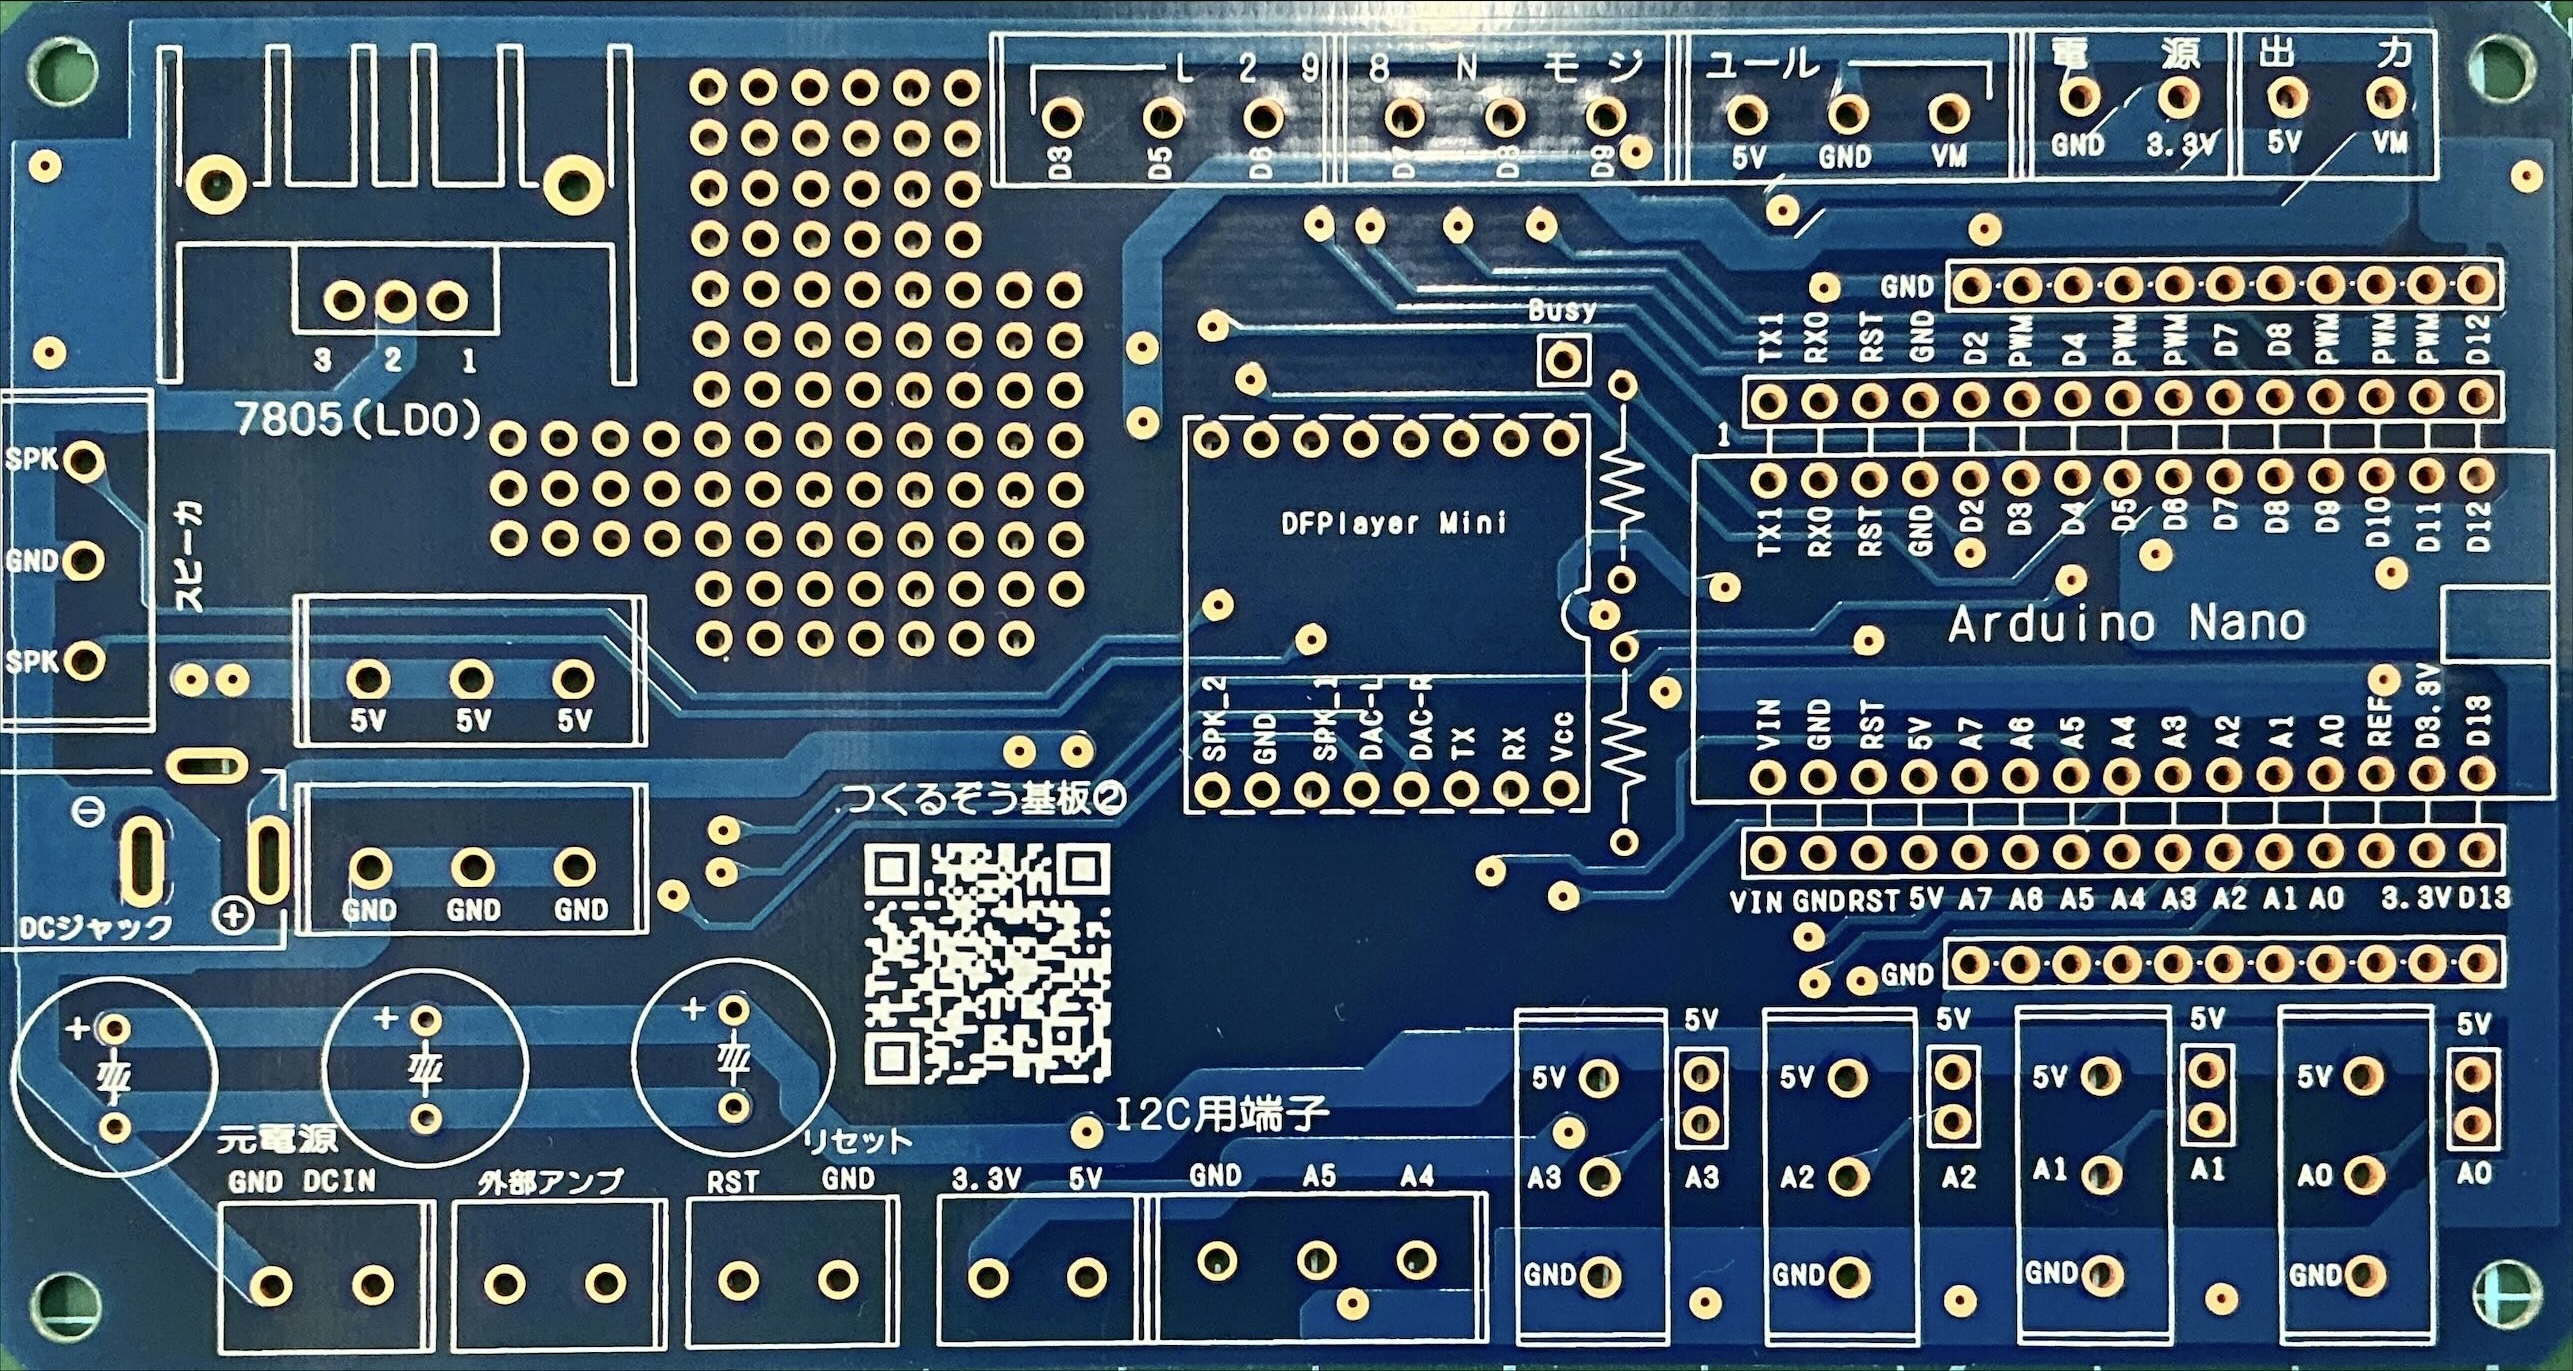 L298Nモジュール
電源
出力
D3 D5 D6 D7 D8 D9 5V GND VM
GND 3.3V
5V VM
GND
Busy
TX1 RX0 RST GND D2 PWM D4 PWM PWM D7 D8 PWM PWM PWM D12
3 2 1
7805(LDO)
1
SPK
GND
SPK
スピーカ
DFPlayer Mini
TX1 RX0 RST GND D2 D3 D4 D5 D6 D7 D8 D9 D10 D11 D12
Arduino Nano
5V 5V 5V
SPK_2 GND SPK_1 DAC-L DAC-R TX RX Vcc
VIN GND RST 5V A7 A6 A5 A4 A3 A2 A1 A0 REF D3.3V D13
つくるぞう基板②
⊖
⊕
DCジャック
GND GND GND
VIN GND RST 5V A7 A6 A5 A4 A3 A2 A1 A0 3.3V D13
GND
+
+
+
5V 5V 5V 5V
5V 5V 5V 5V
I2C用端子
元電源
リセット
GND DCIN
外部アンプ
RST GND
3.3V 5V
GND A5 A4
A3 A3 A2 A2 A1 A1 A0 A0
GND GND GND GND